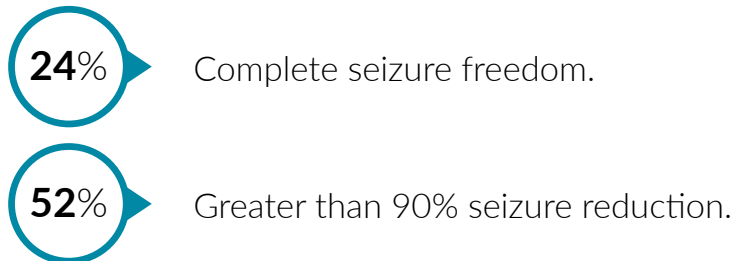 24%
Complete seizure freedom.
52%
Greater than 90% seizure reduction.